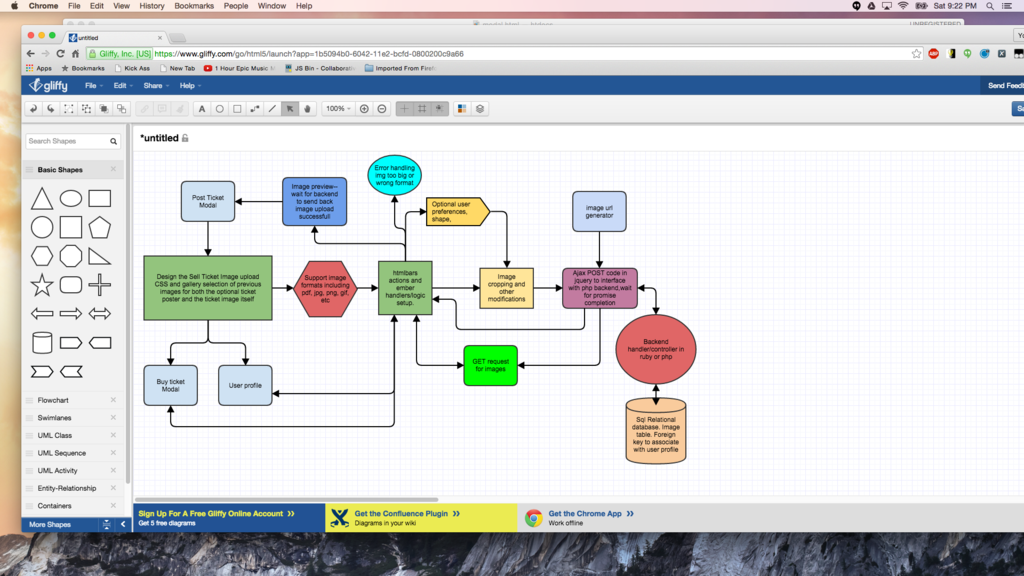 Chrome File Edit View History Bookmarks People Window Help
Sat 9:22 PM
UNREGISTERED
untitled
Gliffy, Inc. [US] https://www.gliffy.com/go/html5/launch?app=1b5094b0-6042-11e2-bcfd-0800200c9a66
Apps Bookmarks Kick Ass New Tab 1 Hour Epic Music JS Bin - Collaborati Imported From Firef
gliffy File Edit Share Help
Send Feedb
100%
Search Shapes
*untitled
Basic Shapes
Flowchart
Swimlanes
UML Class
UML Sequence
UML Activity
Entity-Relationship
Containers
More Shapes
Post Ticket
Modal
Image preview--
wait for backend
to send back
image upload
successfull
Error handling
img too big or
wrong format
Optional user
preferences,
shape,
image url
generator
Design the Sell Ticket Image upload
CSS and gallery selection of previous
images for both the optional ticket
poster and the ticket image itself
Support image
formats including
pdf, jpg, png, gif,
etc
htmlbars
actions and
ember
handlers/logic
setup.
Image
cropping and
other
modifications
Ajax POST code in
jquery to interface
with php backend,wait
for promise
completion
Buy ticket
Modal
User profile
GET request
for images
Backend
handler/controller in
ruby or php
Sql Relational
database. Image
table. Foreign
key to associate
with user profile
Sign Up For A Free Gliffy Online Account
Get 5 free diagrams
Get the Confluence Plugin
Diagrams in your wiki
Get the Chrome App
Work offline